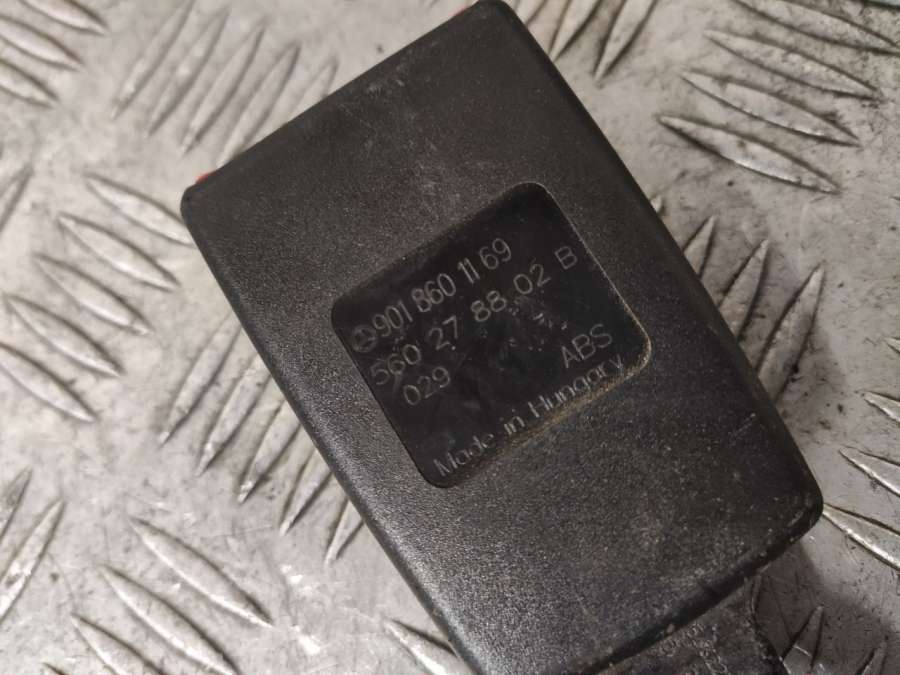 901 860 11 69
560 27 88 02 B
029 ABS
Made in Hungary